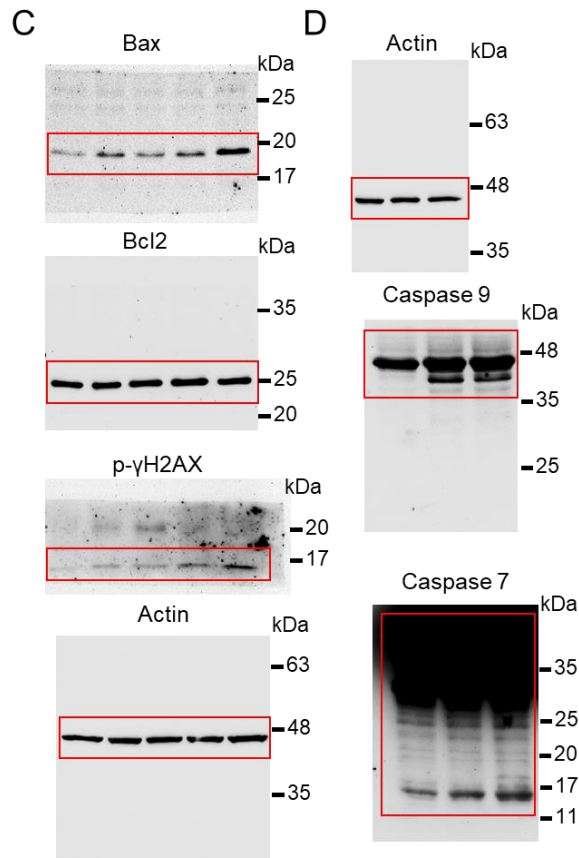 C
Bax
kDa
25
20
17
Bcl2
kDa
35
25
20
p-γH2AX
kDa
20
17
Actin
kDa
63
48
35
D
Actin
kDa
63
48
35
Caspase 9
kDa
48
35
25
Caspase 7
kDa
35
25
20
17
11